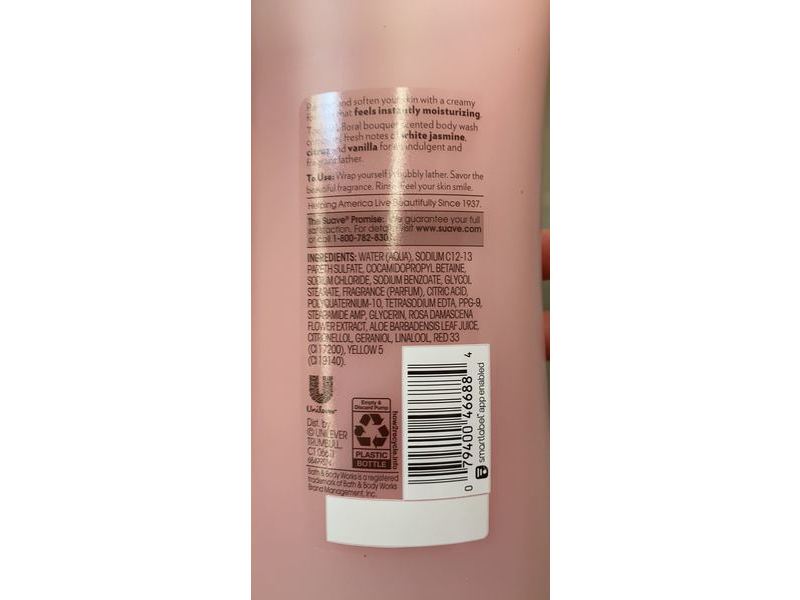 and soften your skin with a creamy
that feels instantly moisturizing.
floral bouquet scented body wash
fresh notes of white jasmine,
citrus and vanilla for an indulgent and
fragrant lather.
To Use: Wrap yourself in bubbly lather. Savor the
beautiful fragrance. Rinse. Feel your skin smile.
Helping America Live Beautifully Since 1937.
The Suave® Promise: We guarantee your full
satisfaction. For details visit www.suave.com
or call 1-800-782-830
INGREDIENTS: WATER (AQUA), SODIUM C12-13
PARETH SULFATE, COCAMIDOPROPYL BETAINE,
SODIUM CHLORIDE, SODIUM BENZOATE, GLYCOL
STEARATE, FRAGRANCE (PARFUM), CITRIC ACID,
POLYQUATERNIUM-10, TETRASODIUM EDTA, PPG-9,
STEARAMIDE AMP, GLYCERIN, ROSA DAMASCENA
FLOWER EXTRACT, ALOE BARBADENSIS LEAF JUICE,
CITRONELLOL, GERANIOL, LINALOOL, RED 33
(CI 17200), YELLOW 5
(CI 19140).
Unilever
Dist. by
© UNILEVER
TRUMBULL,
CT 06611
Empty &
Discard Pump
PLASTIC
BOTTLE
how2recycle.info
Bath & Body Works is a registered
trademark of Bath & Body Works
Brand Management, Inc.
0 79400 46688 4
smartlabel™ app enabled